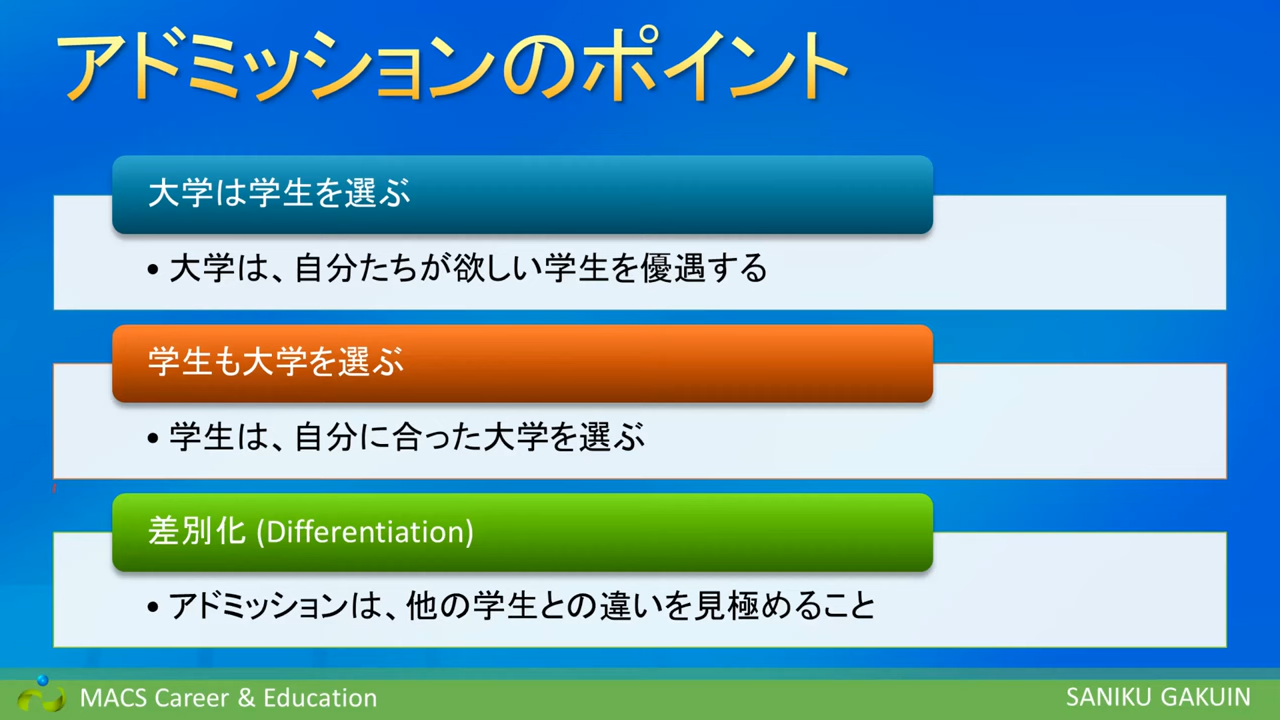 アドミッションのポイント
大学は学生を選ぶ
• 大学は、自分たちが欲しい学生を優遇する
学生も大学を選ぶ
• 学生は、自分に合った大学を選ぶ
差別化 (Differentiation)
• アドミッションは、他の学生との違いを見極めること
MACS Career & Education
SANIKU GAKUIN